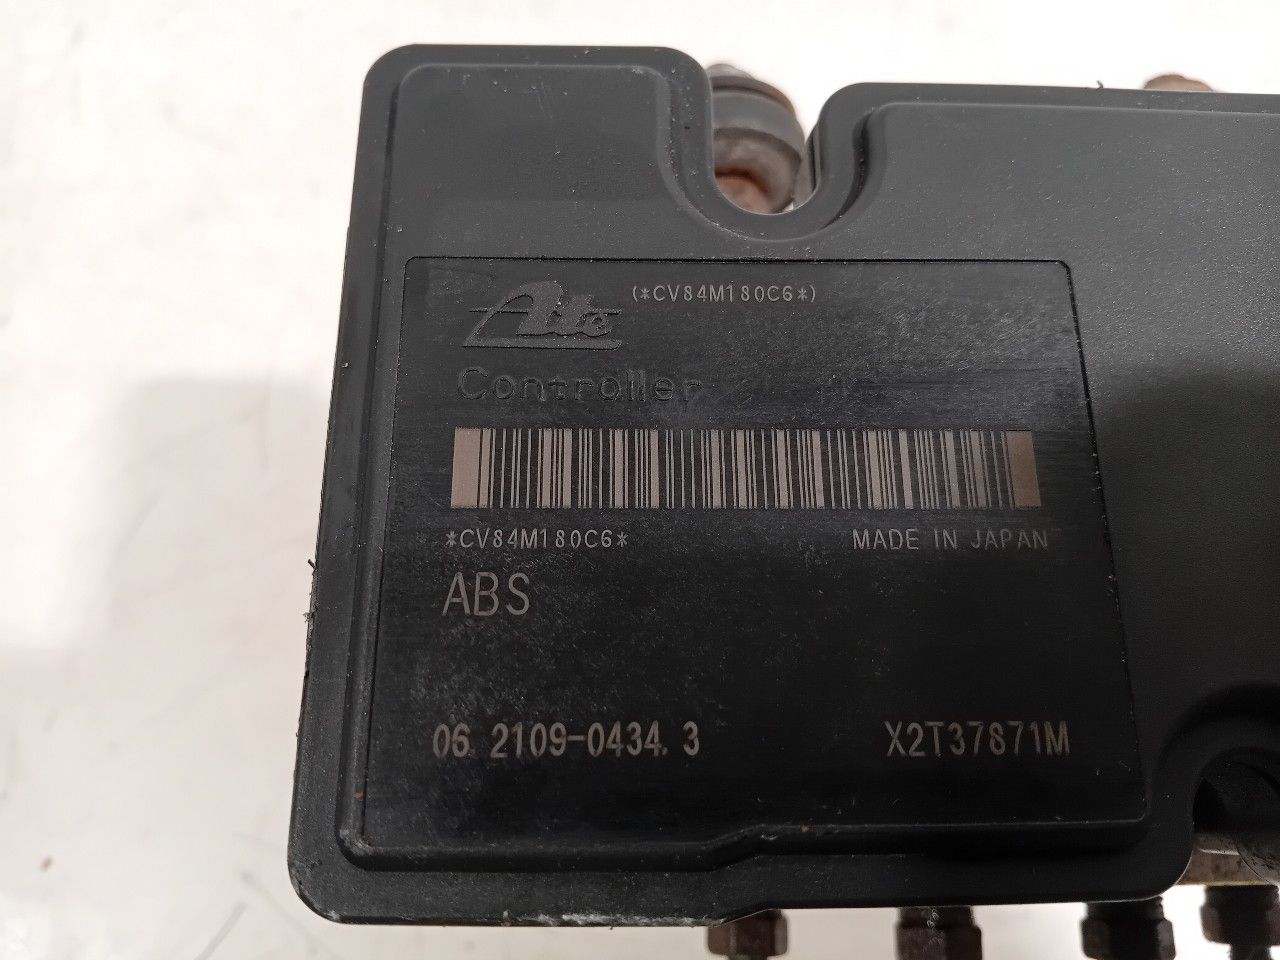 Ate (*CV84M180C6*)
Controller
*CV84M180C6* MADE IN JAPAN
ABS
06.2109-0434.3 X2T37871M